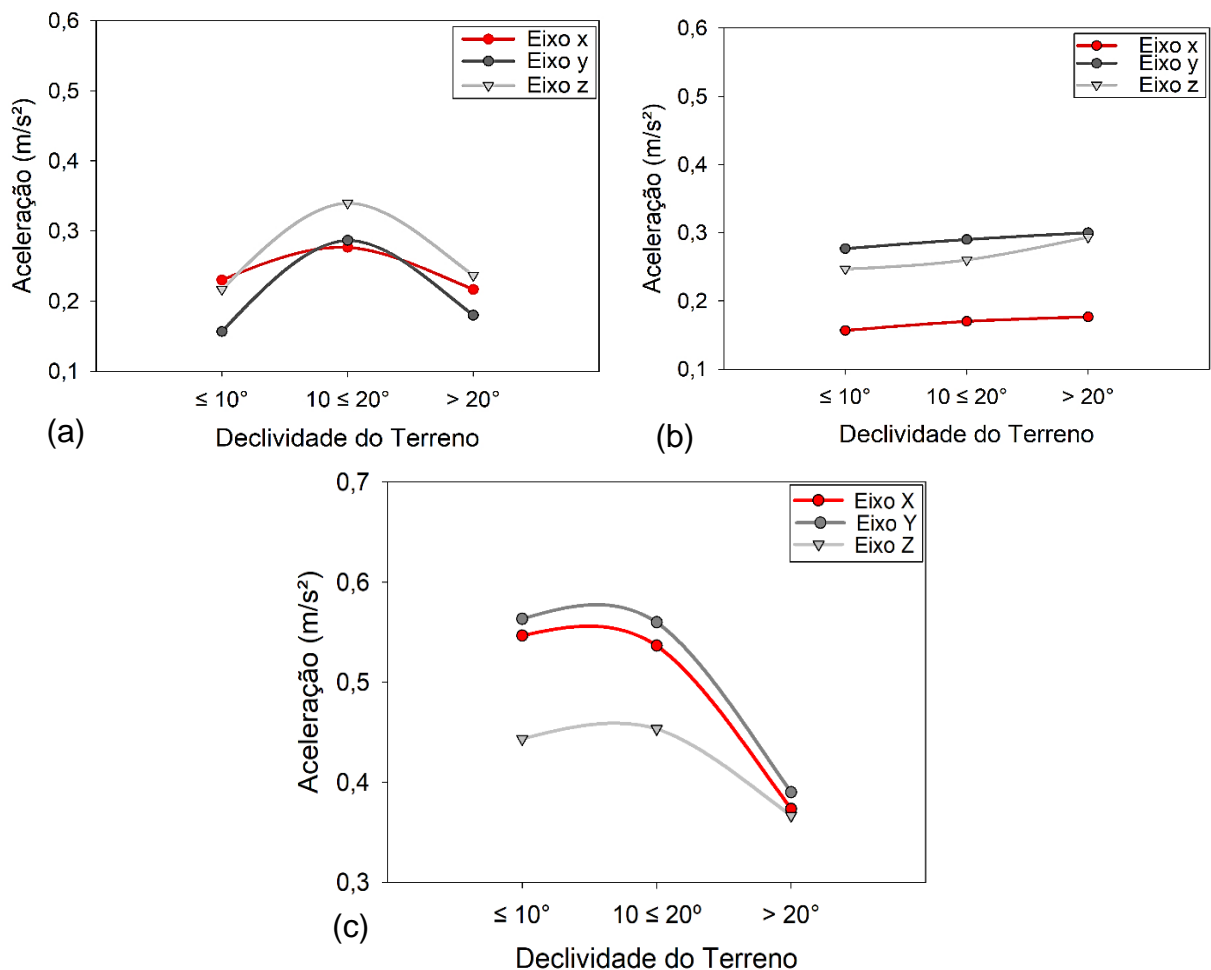 0,6
0,5
0,4
0,3
0,2
0,1
Aceleração (m/s²)
Eixo x
Eixo y
Eixo z
≤ 10°
10 ≤ 20°
> 20°
(a)
Declividade do Terreno
0,6
0,5
0,4
0,3
0,2
0,1
Aceleração (m/s²)
Eixo x
Eixo y
Eixo z
≤ 10°
10 ≤ 20°
> 20°
(b)
Declividade do Terreno
0,7
0,6
0,5
0,4
0,3
Aceleração (m/s²)
Eixo X
Eixo Y
Eixo Z
≤ 10°
10 ≤ 20º
> 20°
(c)
Declividade do Terreno